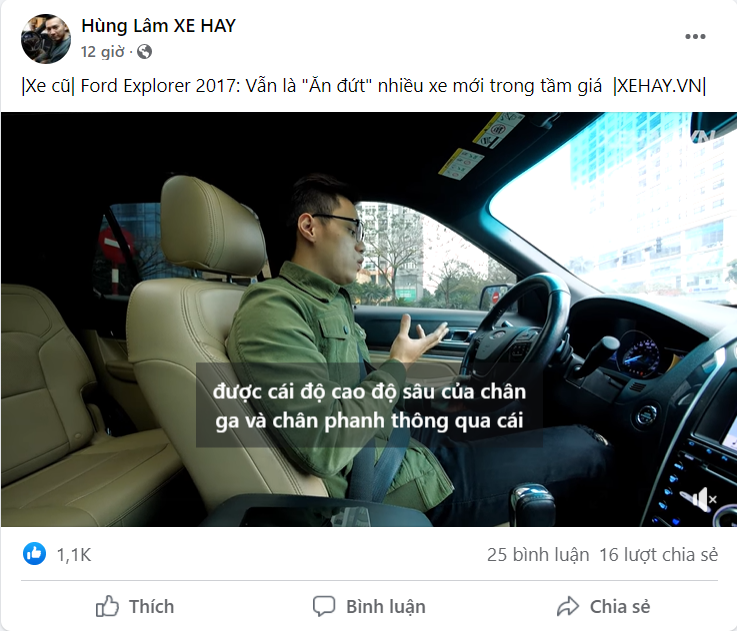 Hùng Lâm XE HAY
12 giờ ·
|Xe cũ| Ford Explorer 2017: Vẫn là "Ăn đứt" nhiều xe mới trong tầm giá |XEHAY.VN|
XEHAY.VN
được cái độ cao độ sâu của chân
ga và chân phanh thông qua cái
1,1K
25 bình luận 16 lượt chia sẻ
Thích Bình luận Chia sẻ